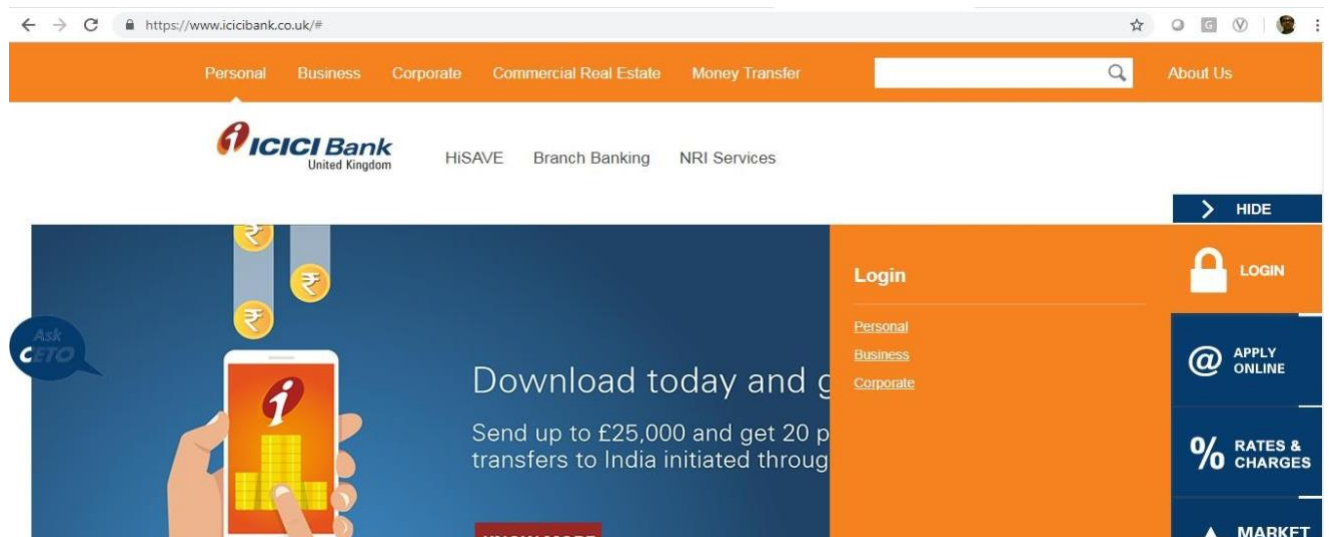 https://www.icicibank.co.uk/#
Personal Business Corporate Commercial Real Estate Money Transfer About Us
ICICI Bank
United Kingdom
HiSAVE Branch Banking NRI Services
HIDE
Login
LOGIN
Personal
Business
Corporate
Ask
CETO
@ APPLY
ONLINE
Download today and g
Send up to £25,000 and get 20 p
transfers to India initiated throug
% RATES &
CHARGES
KNOW MORE
MARKET